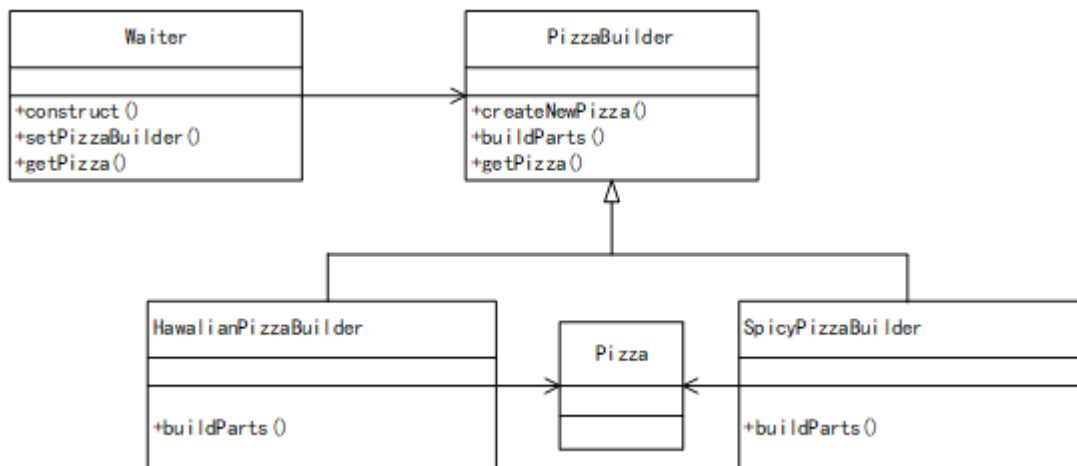 Waiter
+construct()
+setPizzaBuilder()
+getPizza()
PizzaBuilder
+createNewPizza()
+buildParts()
+getPizza()
HawalianPizzaBuilder
+buildParts()
Pizza
SpicyPizzaBuilder
+buildParts()